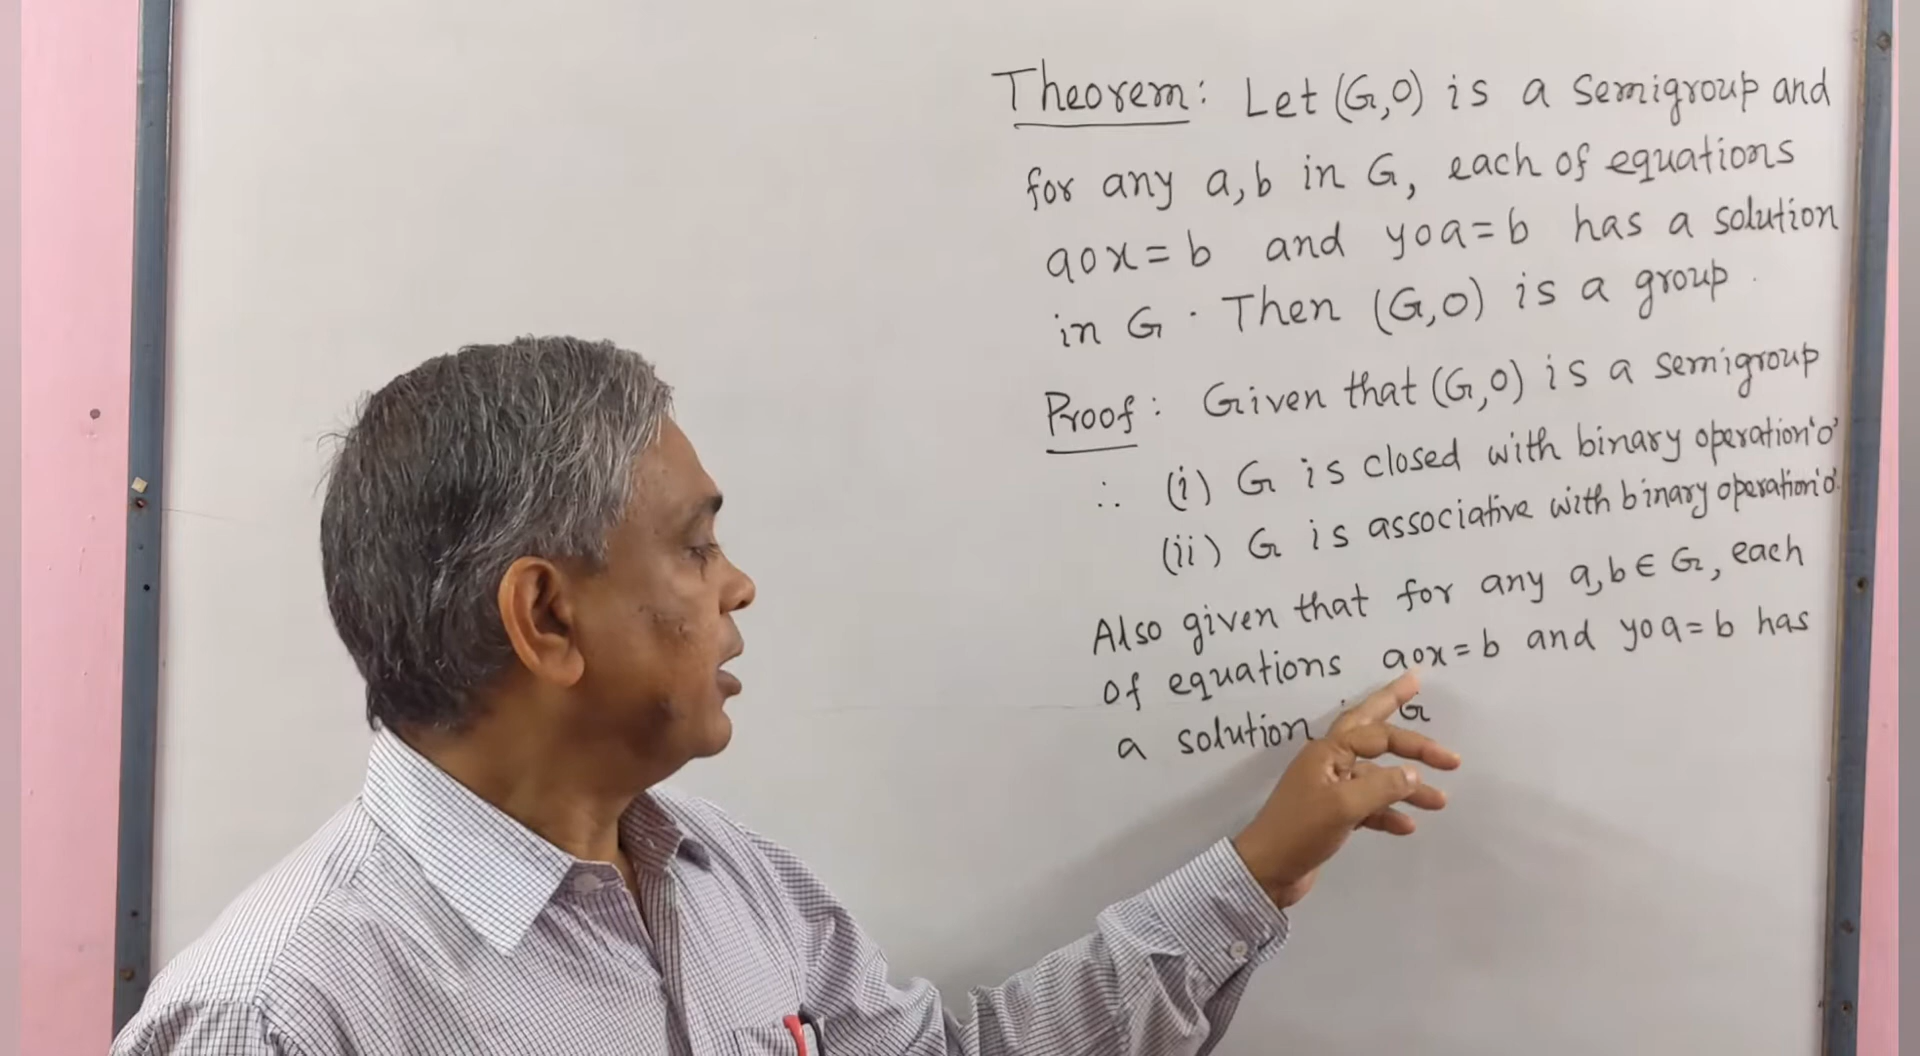 Theorem: Let (G,o) is a semigroup and
for any a,b in G, each of equations
aox = b and yoa = b has a solution
in G. Then (G,o) is a group.
Proof: Given that (G,o) is a semigroup
∴ (i) G is closed with binary operation 'o'
(ii) G is associative with binary operation 'o'.
Also given that for any a,b ∈ G, each
of equations aox = b and yoa = b has
a solution G